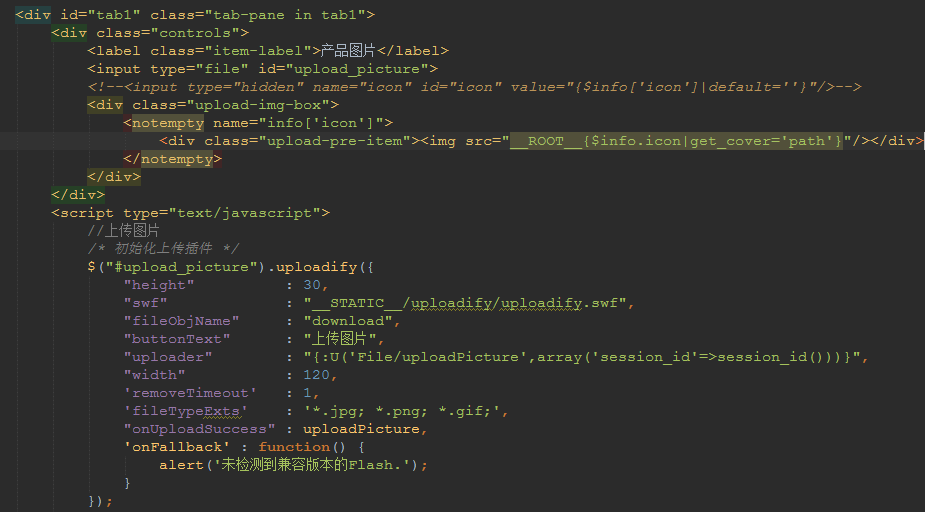 <div id="tab1" class="tab-pane in tab1">
<div class="controls">
<label class="item-label">产品图片</label>
<input type="file" id="upload_picture">
<!--<input type="hidden" name="icon" id="icon" value="{$info['icon']|default=''}"/>-->
<div class="upload-img-box">
<notempty name="info['icon']">
<div class="upload-pre-item"><img src="__ROOT__{$info.icon|get_cover='path'}"/></div>
</notempty>
</div>
</div>
<script type="text/javascript">
//上传图片
/* 初始化上传插件 */
$("#upload_picture").uploadify({
"height" : 30,
"swf" : "__STATIC__/uploadify/uploadify.swf",
"fileObjName" : "download",
"buttonText" : "上传图片",
"uploader" : "{:U('File/uploadPicture',array('session_id'=>session_id()))}",
"width" : 120,
'removeTimeout' : 1,
'fileTypeExts' : '*.jpg; *.png; *.gif;',
"onUploadSuccess" : uploadPicture,
'onFallback' : function() {
alert('未检测到兼容版本的Flash.');
}
});